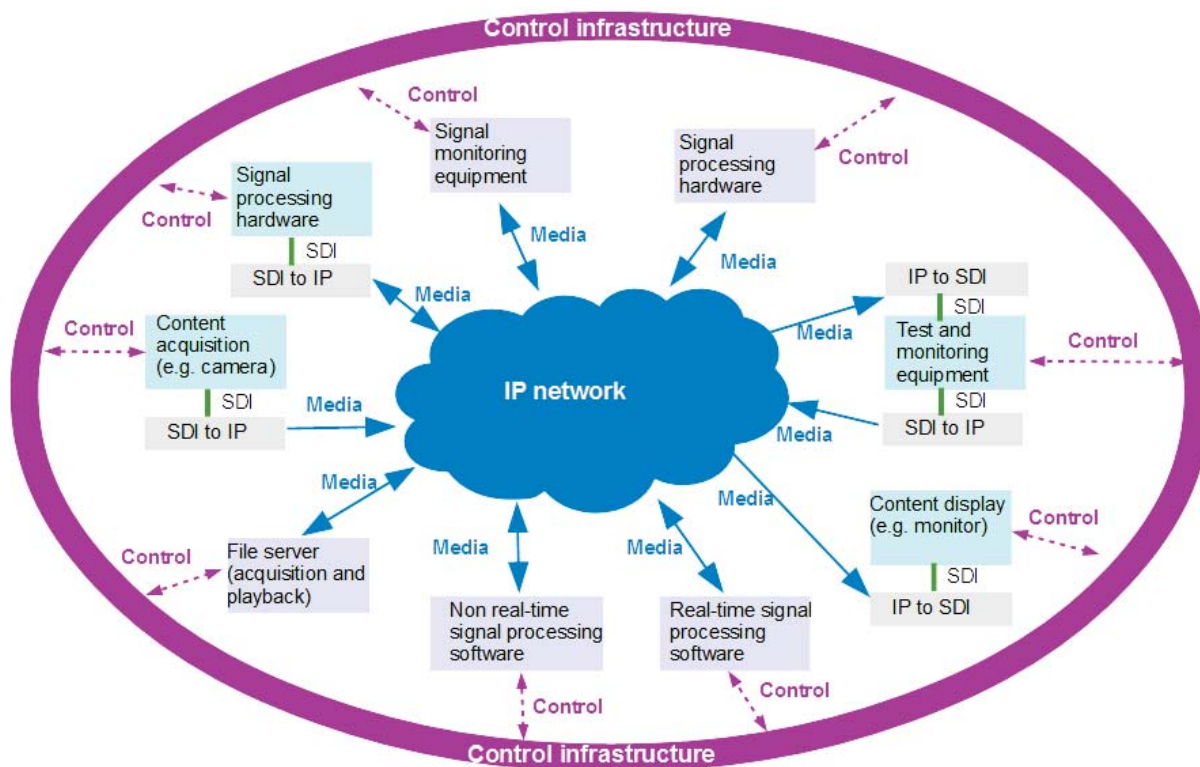 Control infrastructure
Control
Signal
monitoring
equipment
Signal
processing
hardware
Control
Signal
processing
hardware
Control
SDI
SDI to IP
Media
Media
Media
IP to SDI
SDI
Media
Test and
monitoring
equipment
Control
SDI
SDI to IP
Media
Control
Content
acquisition
(e.g. camera)
SDI
SDI to IP
Media
IP network
Media
Media
Content display
(e.g. monitor)
Control
SDI
IP to SDI
Control
File server
(acquisition and
playback)
Media
Non real-time
signal processing
software
Media
Real-time signal
processing
software
Control
Control
Control infrastructure